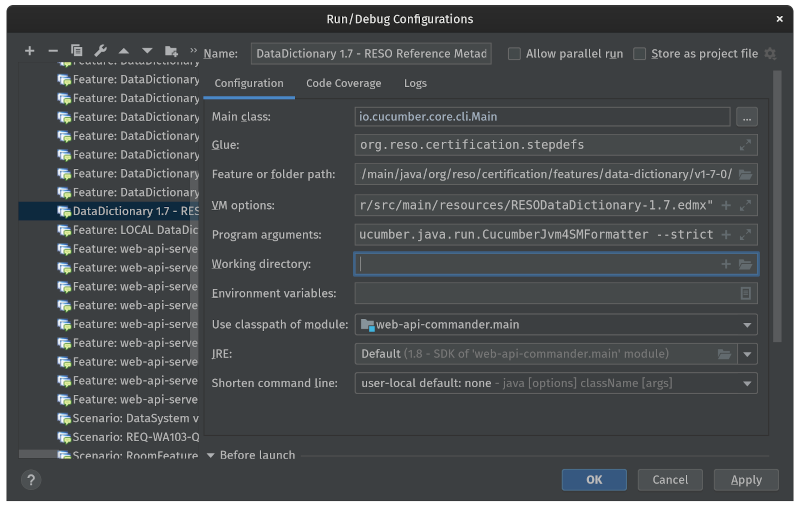 Run/Debug Configurations
Name: DataDictionary 1.7 - RESO Reference Metad
Allow parallel run
Store as project file
Configuration
Code Coverage
Logs
Feature: DataDictionary
Feature: DataDictionary
Feature: DataDictionary
Feature: DataDictionary
Feature: DataDictionary
Feature: DataDictionary
Feature: DataDictionary
Feature: DataDictionary
DataDictionary 1.7 - RES
Feature: LOCAL DataDic
Feature: web-api-serve
Feature: web-api-serve
Feature: web-api-serve
Feature: web-api-serve
Feature: web-api-serve
Feature: web-api-serve
Feature: web-api-serve
Feature: web-api-serve
Feature: web-api-serve
Scenario: DataSystem v
Scenario: REQ-WA103-Q
Scenario: RoomFeature
Main class: io.cucumber.core.cli.Main
...
Glue: org.reso.certification.stepdefs
Feature or folder path: /main/java/org/reso/certification/features/data-dictionary/v1-7-0/
VM options: r/src/main/resources/RESODataDictionary-1.7.edmx"
Program arguments: ucumber.java.run.CucumberJvm4SMFormatter --strict
Working directory:
Environment variables:
Use classpath of module: web-api-commander.main
JRE: Default (1.8 - SDK of 'web-api-commander.main' module)
Shorten command line: user-local default: none - java [options] className [args]
Before launch
?
OK
Cancel
Apply